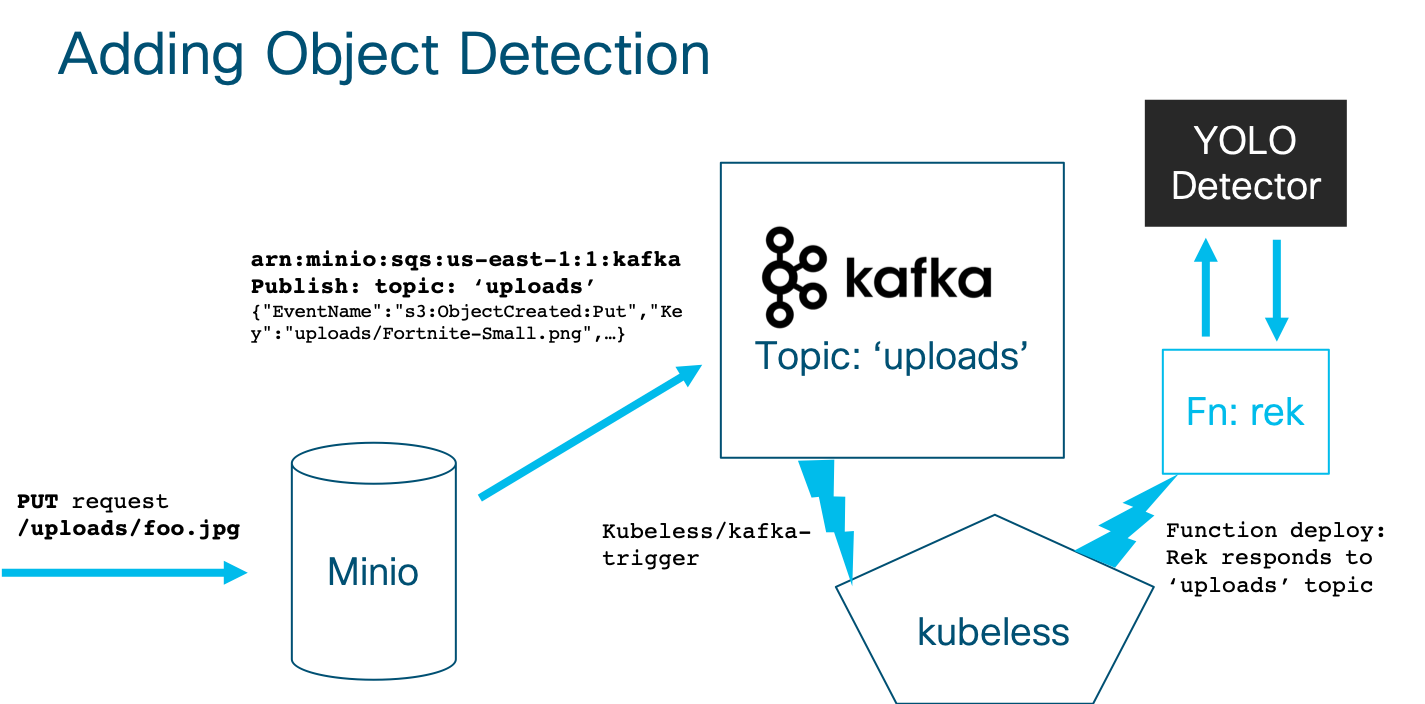 Adding Object Detection
YOLO
Detector
arn:minio:sqs:us-east-1:1:kafka
Publish: topic: ‘uploads’
{"EventName":"s3:ObjectCreated:Put","Ke
y":"uploads/Fortnite-Small.png",…}
kafka
Topic: ‘uploads’
Fn: rek
PUT request
/uploads/foo.jpg
Minio
Kubeless/kafka-
trigger
Function deploy:
Rek responds to
‘uploads’ topic
kubeless